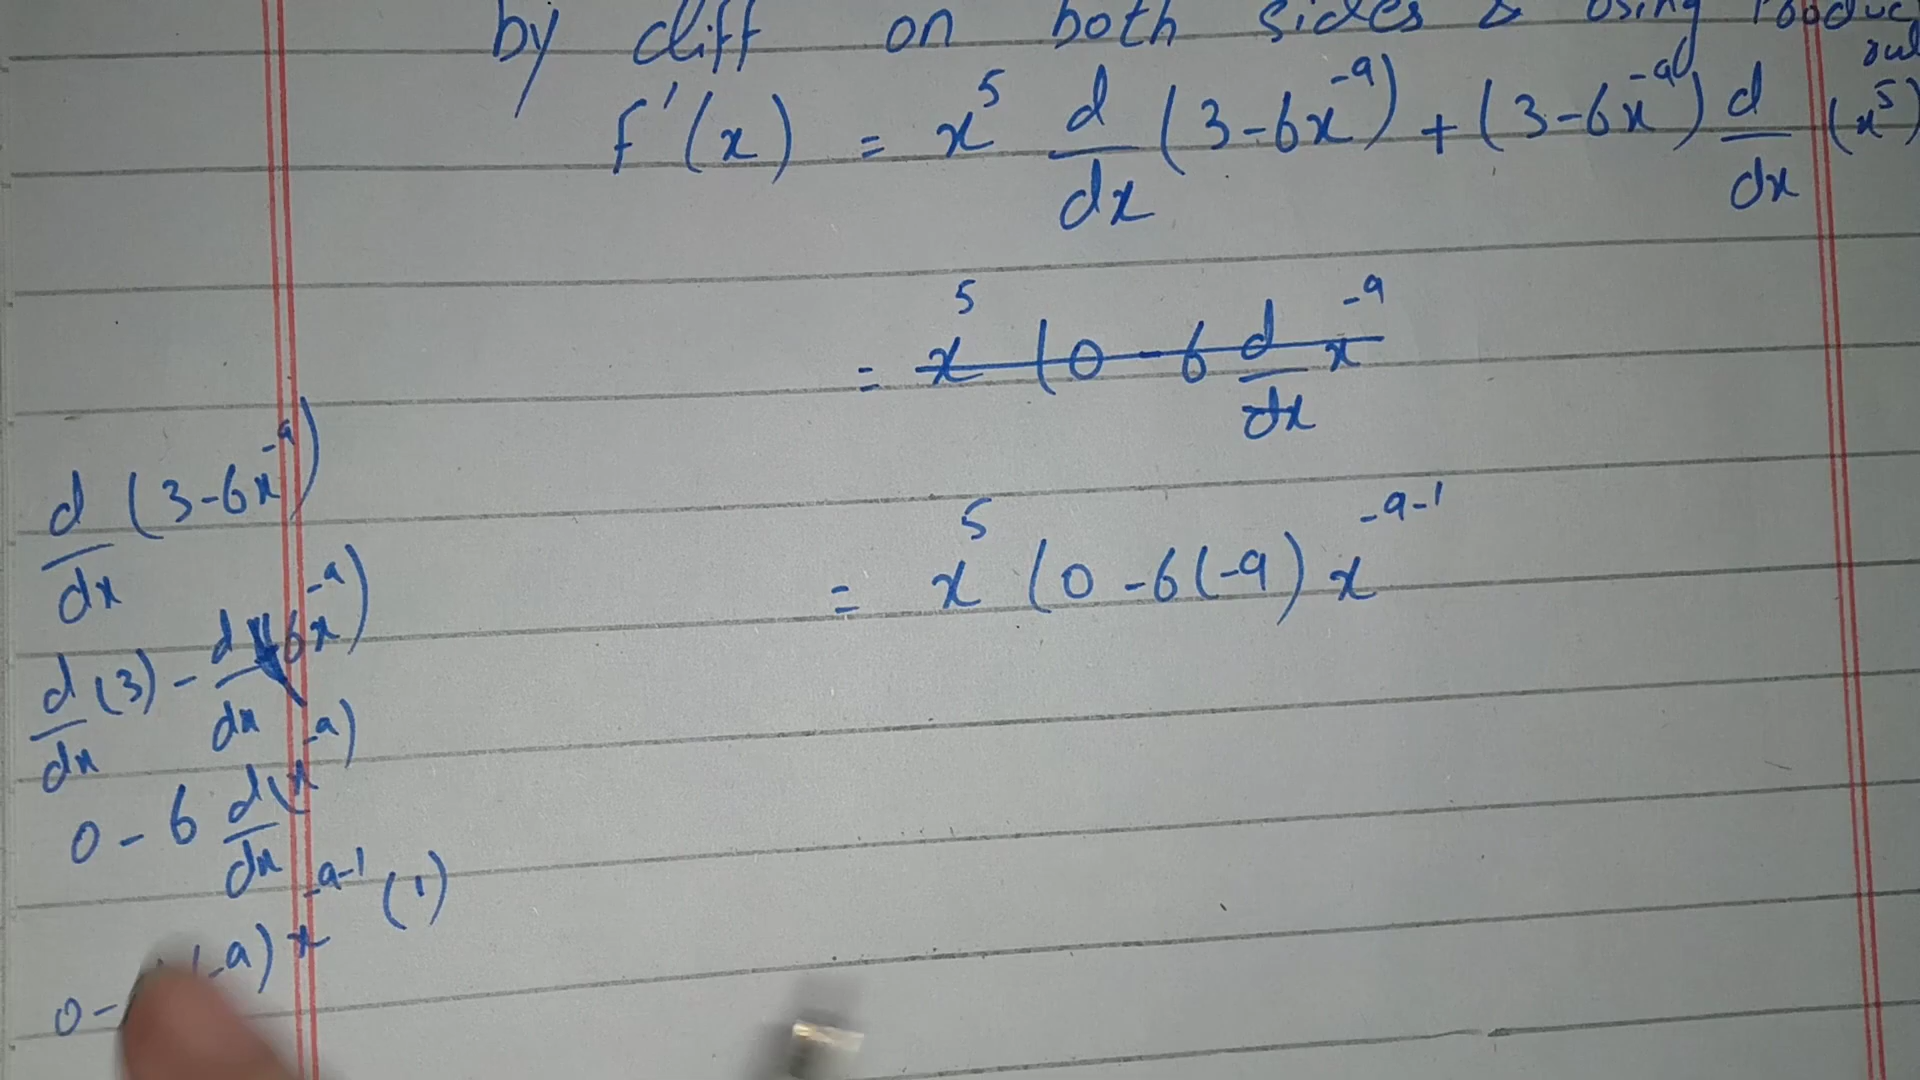 by diff on both sides & using Product rul
f'(x) = x^5 d/dx (3-6x^-9) + (3-6x^-9) d/dx (x^5)
= x^5 (0 - 6 d/dx x^-9
= x^5 (0 - 6(-9) x^-9-1
d/dx (3-6x^-9)
d/dx (3) - d/dx 6x^-9)
0 - 6 d/dx (x^-9)
0 - (-9) x^-9-1 (1)